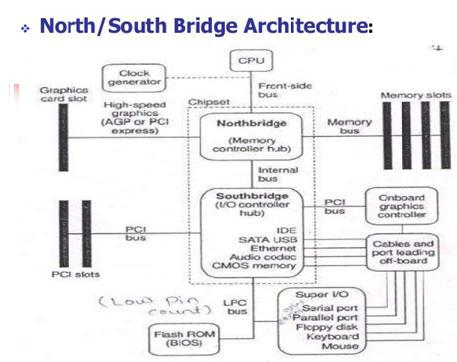 ❖ North/South Bridge Architecture:
CPU
Clock
generator
Front-side
bus
Graphics
card slot
Chipset
Memory slots
High-speed
graphics
(AGP or PCI
express)
Northbridge
(Memory
controller hub)
Memory
bus
Internal
bus
Southbridge
(I/O controller
hub)
PCI
bus
Onboard
graphics
controller
IDE
SATA USB
Ethernet
Audio codec
CMOS memory
PCI
bus
Cables and
port leading
off-board
PCI slots
(Low Pin
count)
LPC
bus
Super I/O
Serial port
Parallel port
Floppy disk
Keyboard
Mouse
Flash ROM
(BIOS)